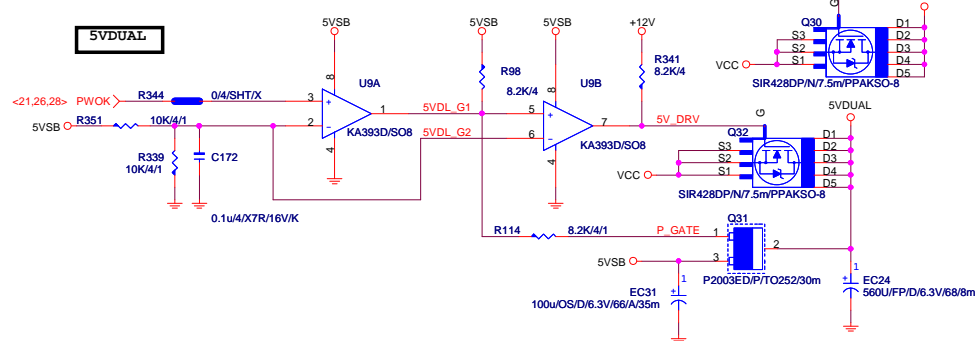 G
5VDUAL
5VSB
5VSB
5VSB
+12V
Q30
D1
S3
D2
S2
D3
VCC
S1
D4
D5
SIR428DP/N/7.5m/PPAKSO-8
U9A
R98
8.2K/4
U9B
R341
8.2K/4
8
8
<21,26,28>
PWOK
R344
0/4/SHT/X
3
+
1
5VDL_G1
5
+
7
5V_DRV
G
5VDUAL
5VSB
R351
10K/4/1
2
-
KA393D/SO8
5VDL_G2
6
-
KA393D/SO8
4
4
Q32
D1
S3
D2
S2
D3
VCC
S1
D4
D5
SIR428DP/N/7.5m/PPAKSO-8
R339
10K/4/1
C172
0.1u/4/X7R/16V/K
R114
8.2K/4/1
P_GATE
1
Q31
2
5VSB
3
P2003ED/P/TO252/30m
1
+
EC31
100u/OS/D/6.3V/66/A/35m
1
+
EC24
560U/FP/D/6.3V/68/8m